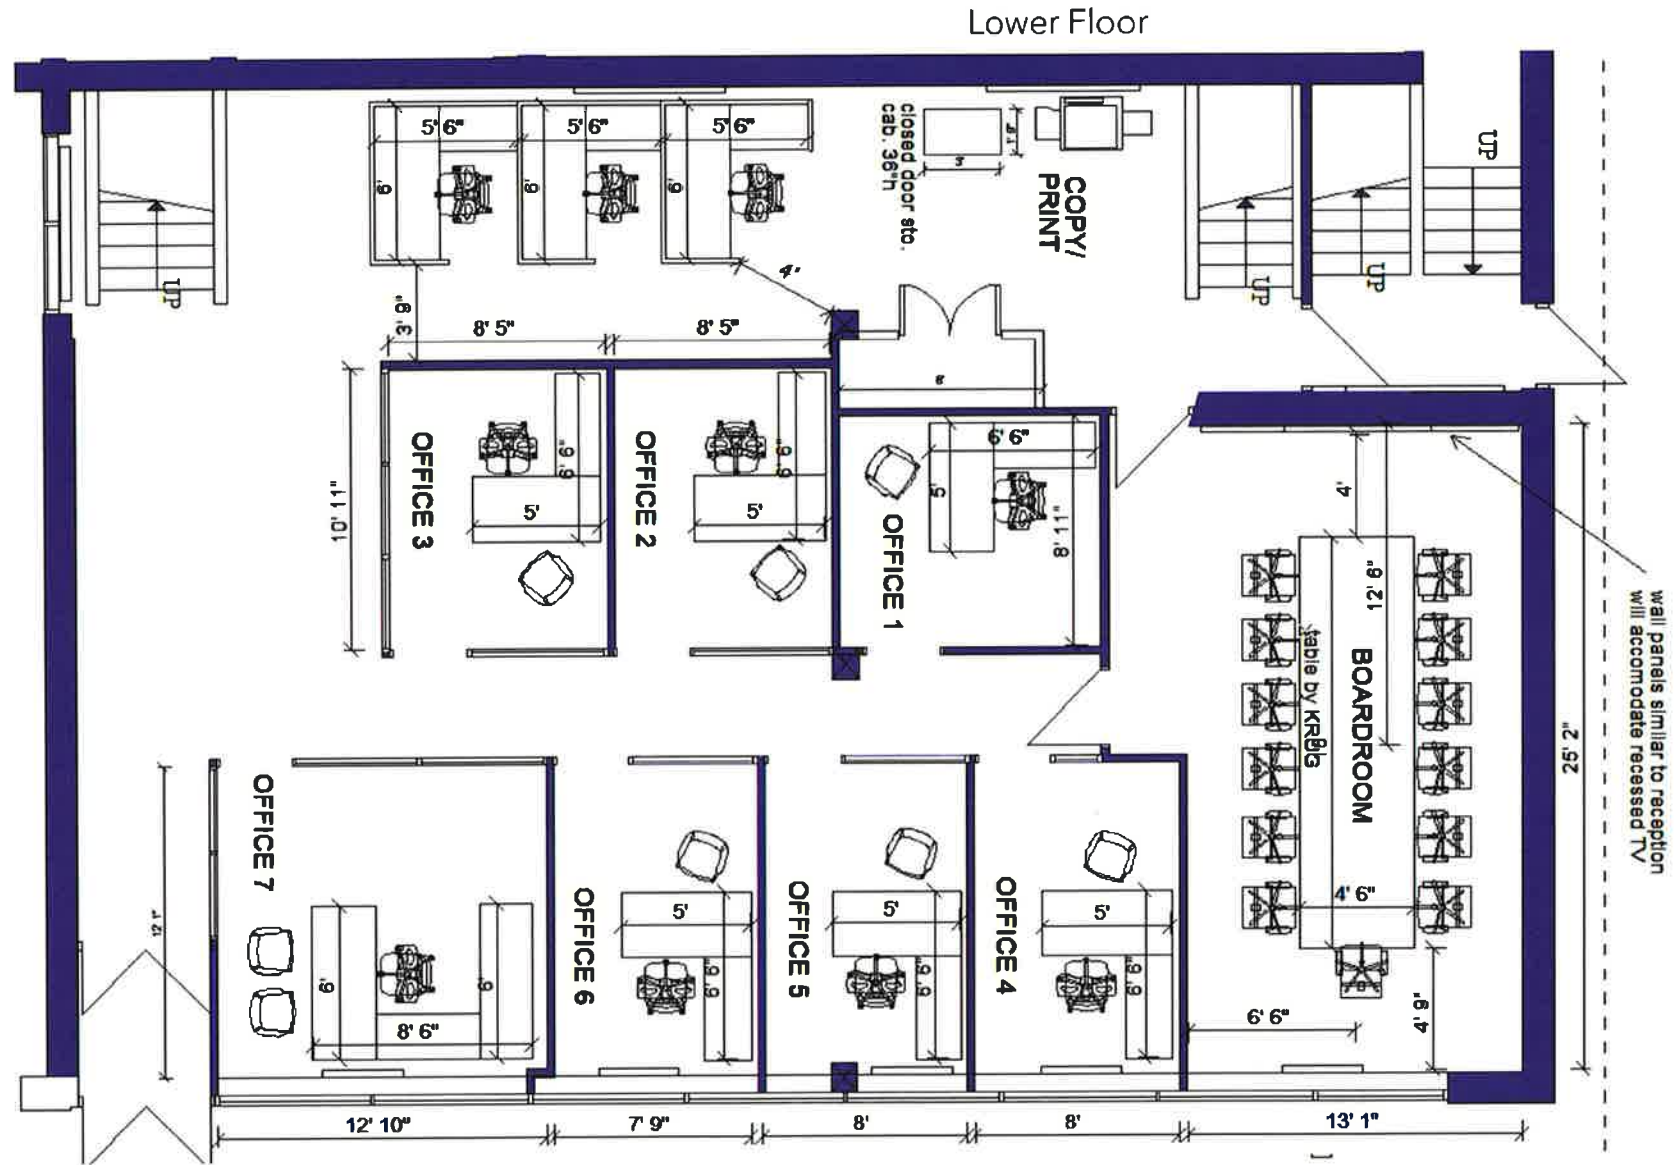 Lower Floor
UP
5' 6"
5' 6"
5' 6"
6'
6'
6'
closed door sto.
cab. 36"h
3'
COPY/
PRINT
UP
UP
UP
4'
3' 9"
8' 5"
8' 5"
6'
10' 11"
OFFICE 3
6' 6"
5'
OFFICE 2
6' 6"
5'
OFFICE 1
6' 6"
5'
8' 11"
4'
12' 6"
BOARDROOM
table by KRUG
4' 6"
4' 9"
6' 6"
25' 2"
wall panels similar to reception
will accomodate recessed TV
12' 1"
OFFICE 7
6'
8' 6"
6'
OFFICE 6
5'
6' 6"
OFFICE 5
5'
6' 6"
OFFICE 4
5'
6' 6"
12' 10"
7' 9"
8'
8'
13' 1"